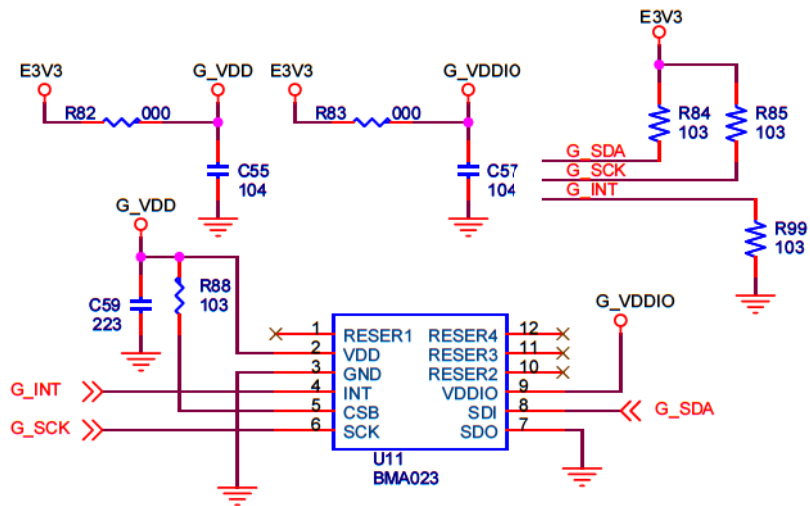 E3V3
G_VDD
R82
000
C55
104
E3V3
G_VDDIO
R83
000
C57
104
E3V3
R84
103
R85
103
G_SDA
G_SCK
G_INT
R99
103
G_VDD
C59
223
R88
103
G_VDDIO
1 RESER1 RESER4 12
2 VDD RESER3 11
3 GND RESER2 10
G_INT 4 INT VDDIO 9
5 CSB SDI 8 G_SDA
G_SCK 6 SCK SDO 7
U11
BMA023